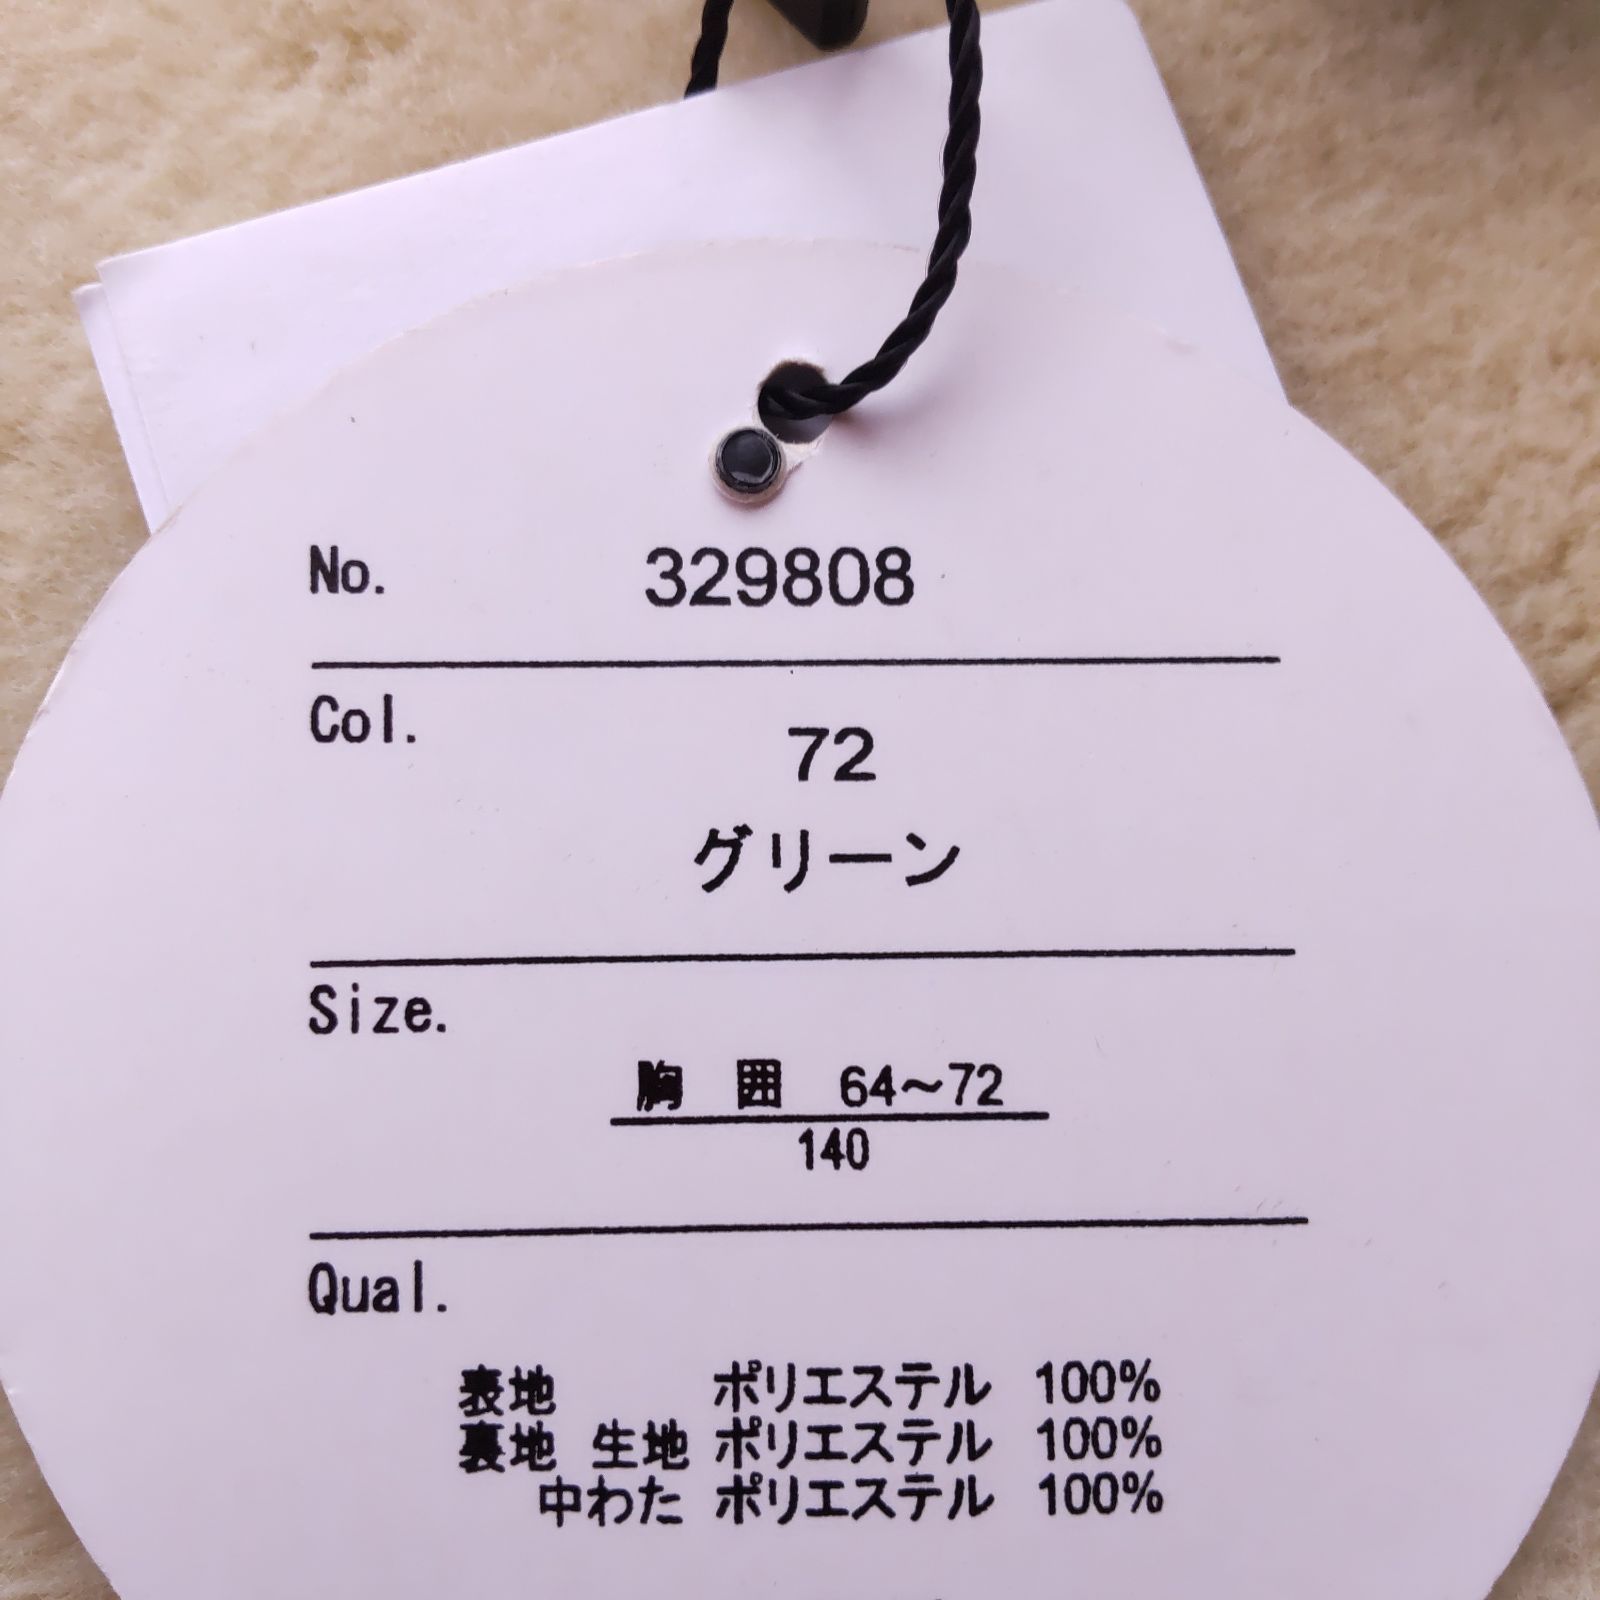 No. 329808
Col. 72
グリーン
Size.
胸 囲 64～72
140
Qual.
表地 ポリエステル 100%
裏地 生地 ポリエステル 100%
中わた ポリエステル 100%